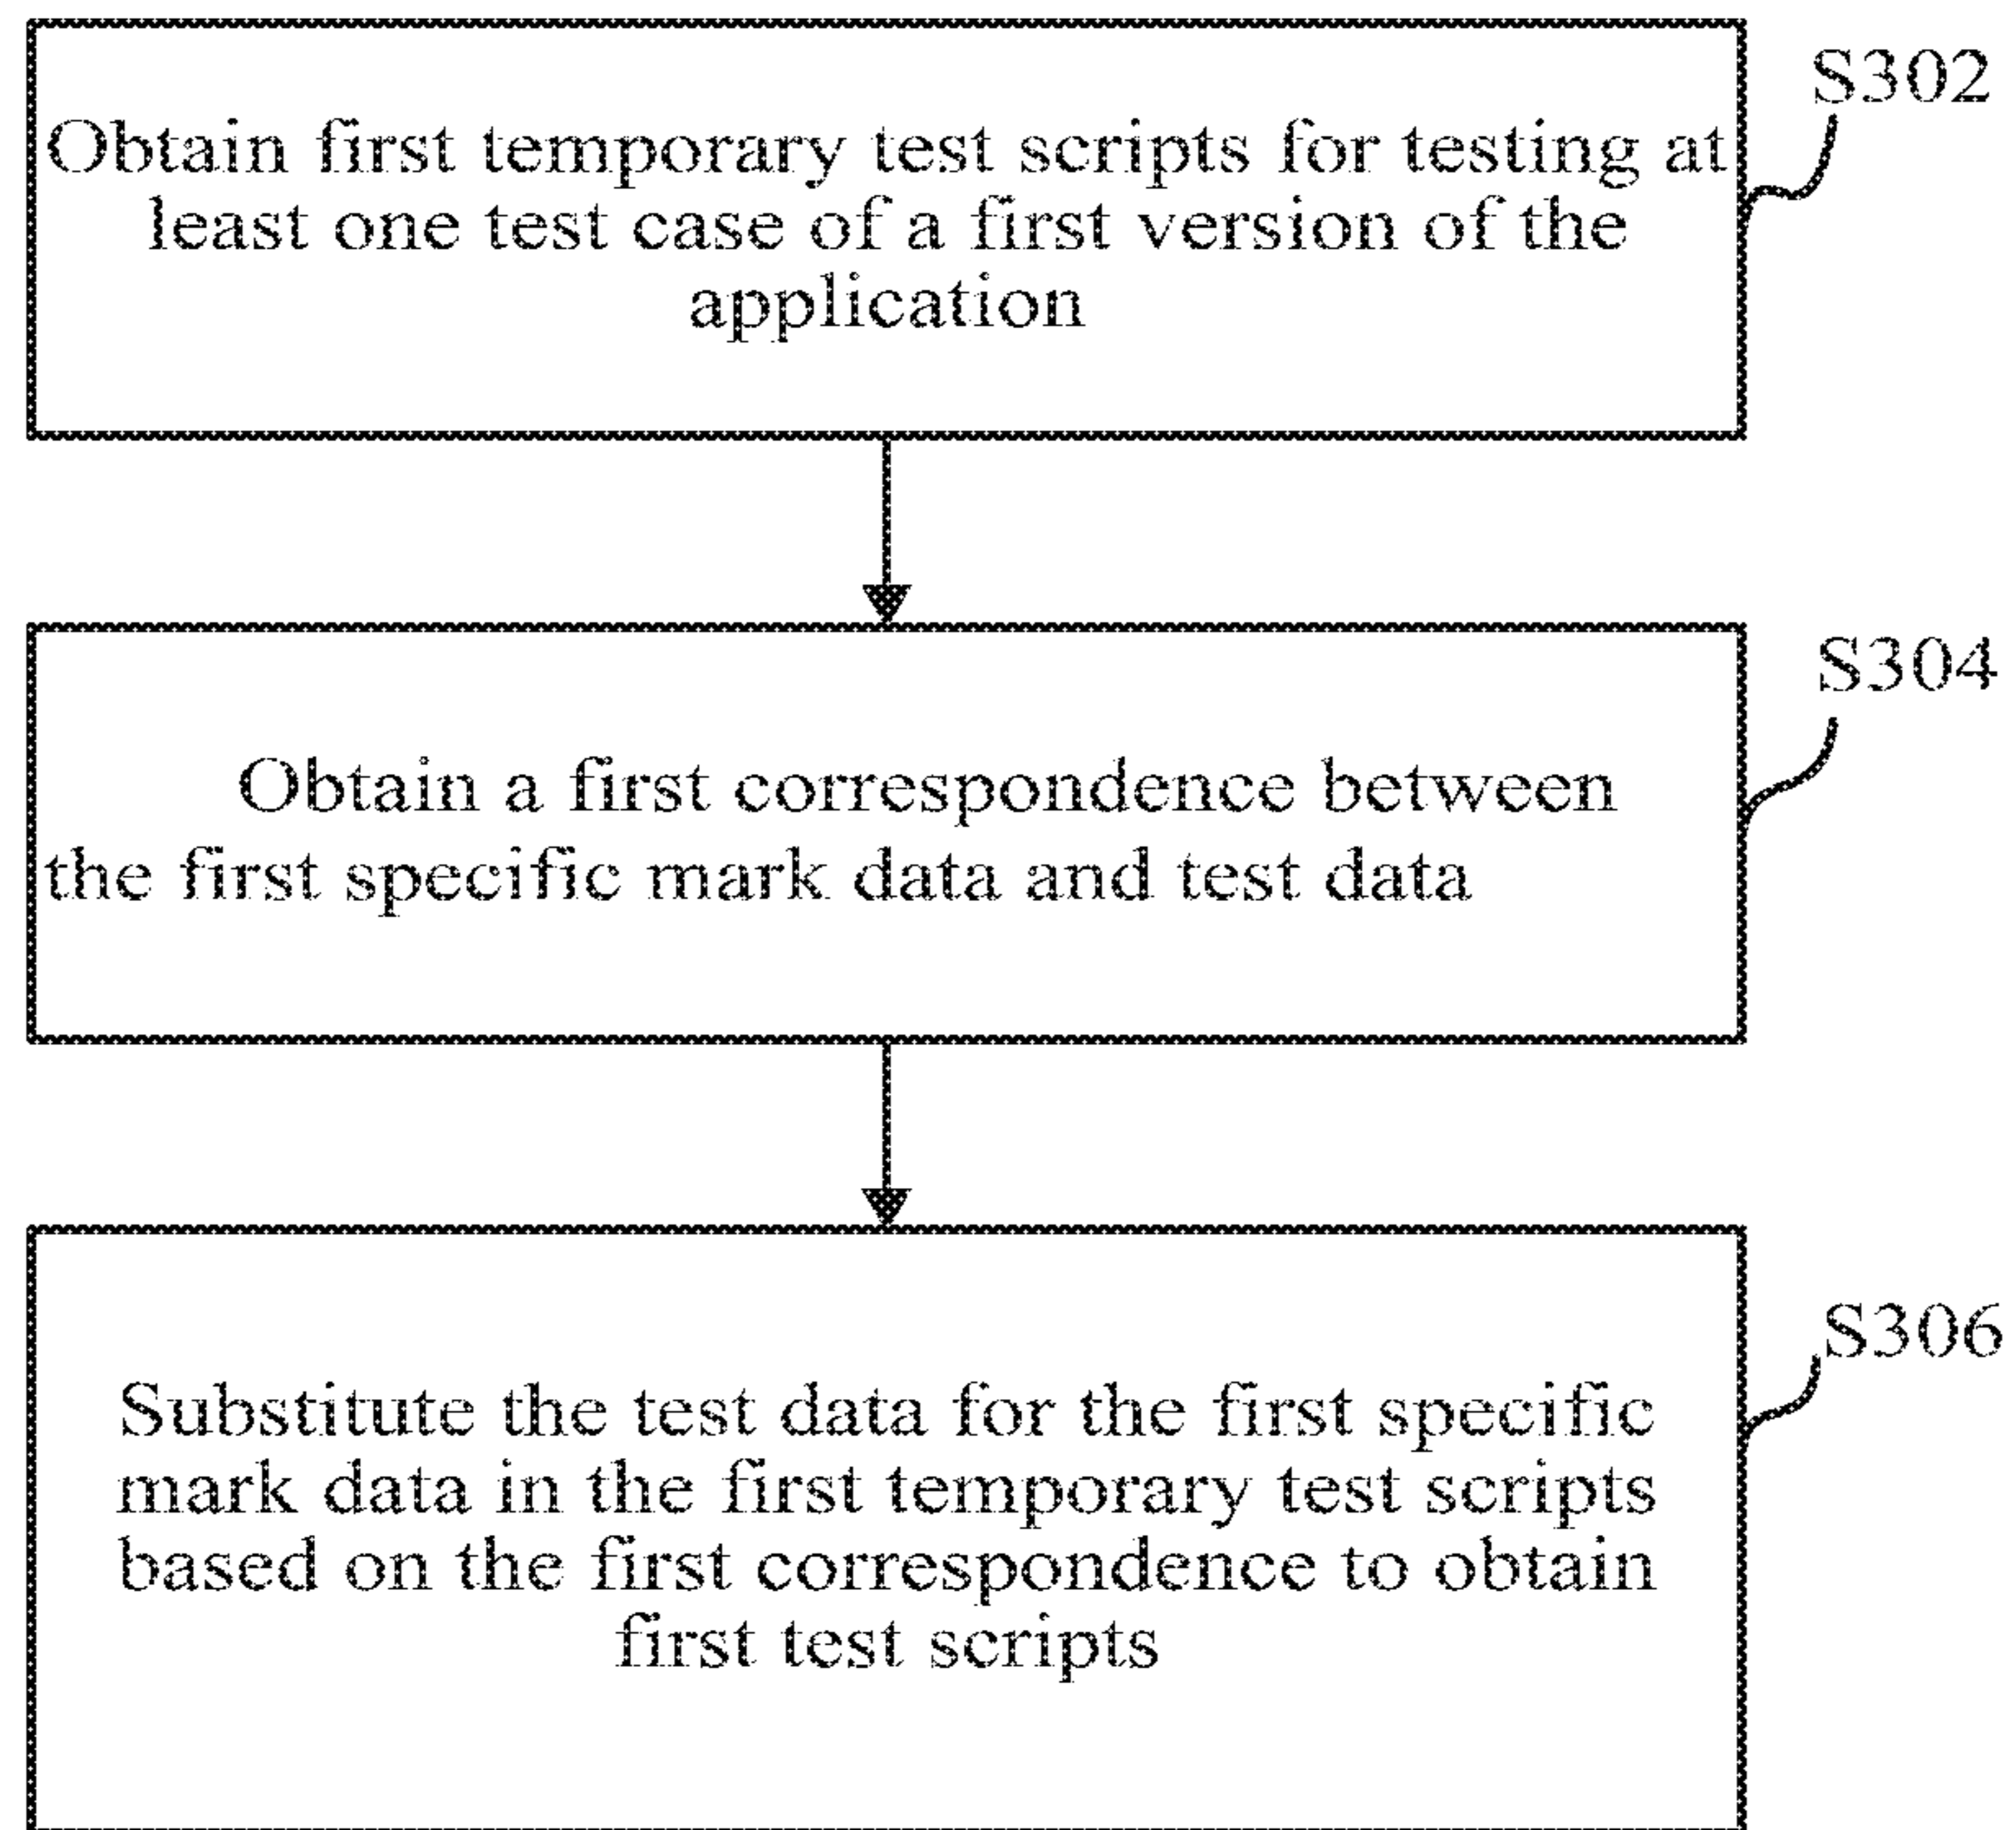 S302
Obtain first temporary test scripts for testing at
least one test case of a first version of the
application
S304
Obtain a first correspondence between
the first specific mark data and test data
S306
Substitute the test data for the first specific
mark data in the first temporary test scripts
based on the first correspondence to obtain
first test scripts